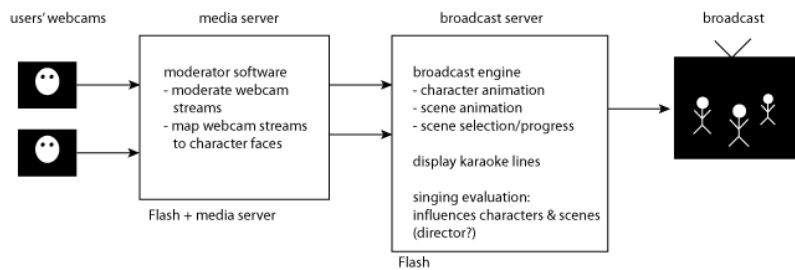 users' webcams
media server
broadcast server
broadcast
moderator software
- moderate webcam
streams
- map webcam streams
to character faces
Flash + media server
broadcast engine
- character animation
- scene animation
- scene selection/progress
display karaoke lines
singing evaluation:
influences characters & scenes
(director?)
Flash